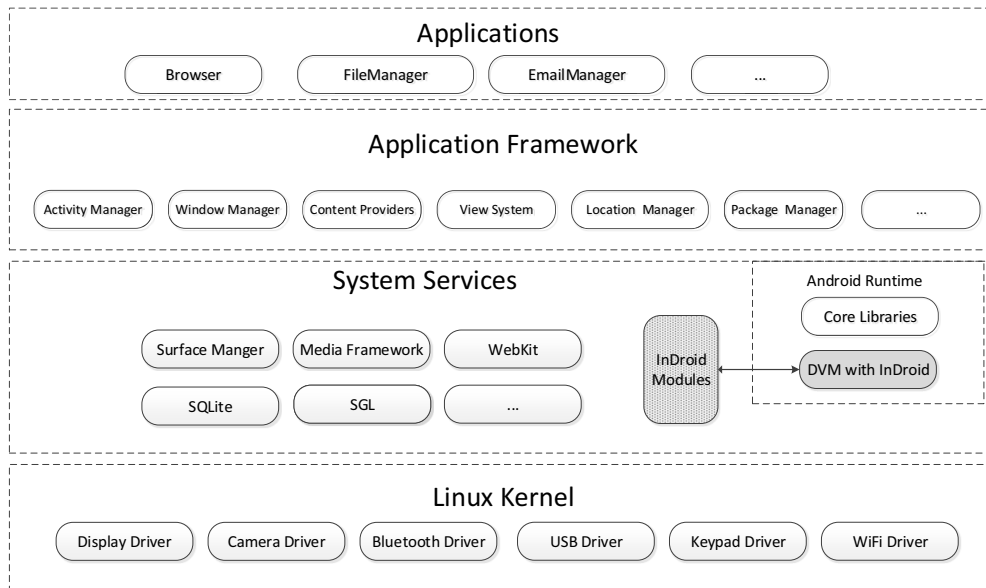 Applications
Browser
FileManager
EmailManager
...
Application Framework
Activity Manager
Window Manager
Content Providers
View System
Location Manager
Package Manager
...
System Services
Android Runtime
Core Libraries
Surface Manger
Media Framework
WebKit
InDroid
Modules
DVM with InDroid
SQLite
SGL
...
Linux Kernel
Display Driver
Camera Driver
Bluetooth Driver
USB Driver
Keypad Driver
WiFi Driver